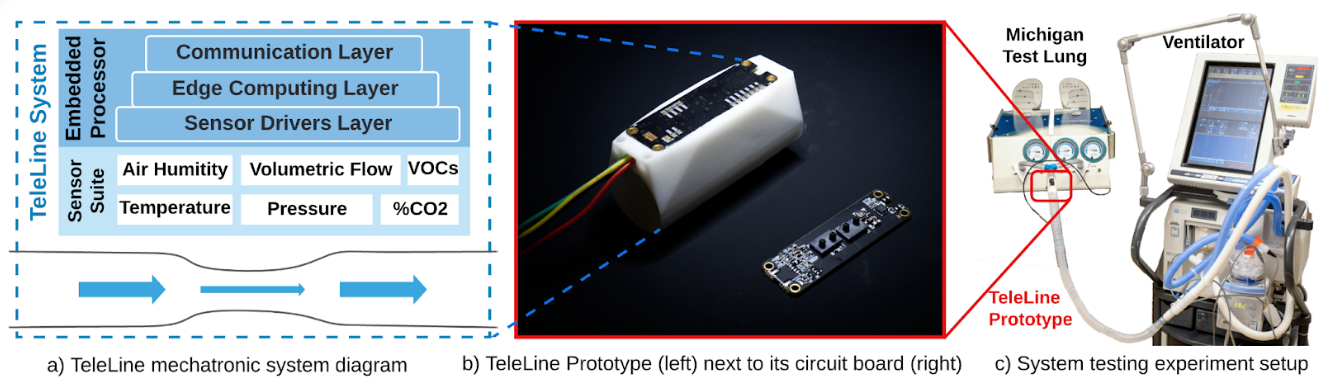 TeleLine System
Embedded
Processor
Communication Layer
Edge Computing Layer
Sensor Drivers Layer
Sensor
Suite
Air Humitity
Volumetric Flow
VOCs
Temperature
Pressure
%CO2
a) TeleLine mechatronic system diagram
b) TeleLine Prototype (left) next to its circuit board (right)
Michigan
Test Lung
Ventilator
TeleLine
Prototype
c) System testing experiment setup